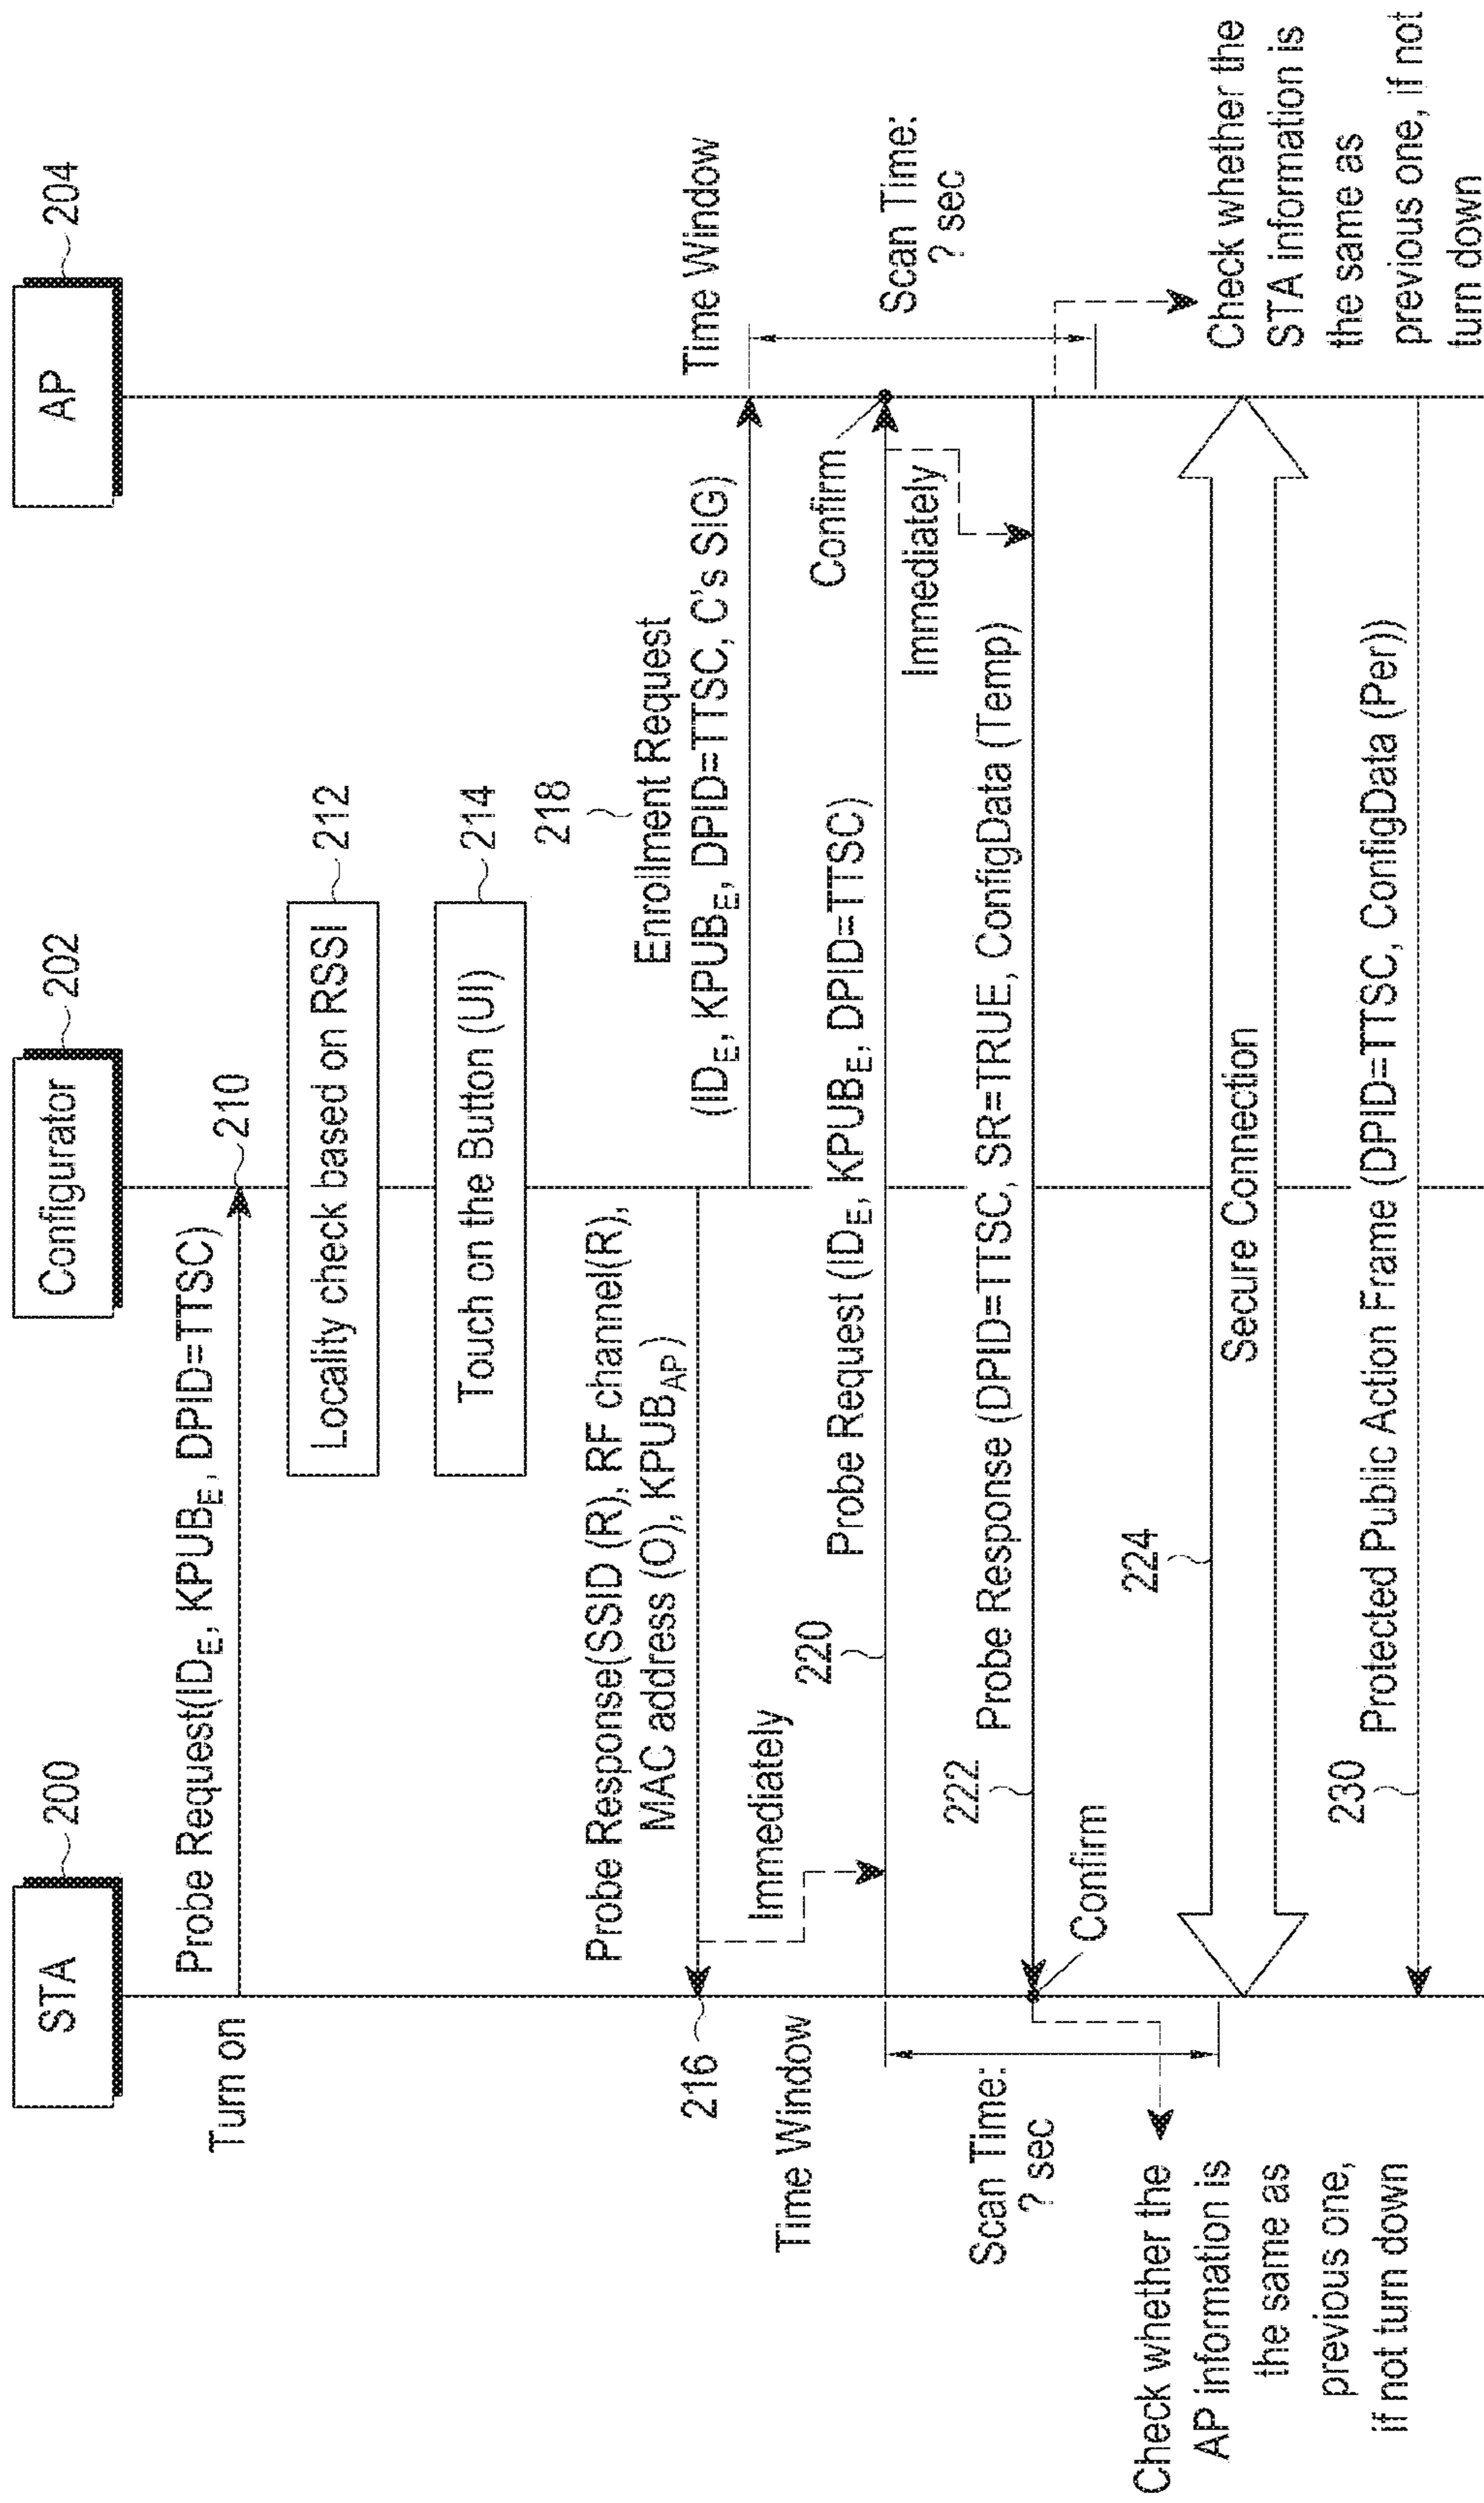 STA
200
Configurator
202
AP
204
Turn on
Probe Request(IDE, KPUBE, DPID=TTSC)
210
Locality check based on RSSI
212
Touch on the Button (UI)
214
Probe Response(SSID (R), RF channel(R),
MAC address (O), KPUBAP)
216
218
Enrollment Request
(IDE, KPUBE, DPID=TTSC, C's SIG)
Time Window
Immediately
Time Window
220
Probe Request (IDE, KPUBE, DPID=TTSC)
Confirm
Scan Time:
? sec
Immediately
Scan Time:
? sec
222
Probe Response (DPID=TTSC, SR=TRUE, ConfigData (Temp)
Confirm
Check whether the
AP information is
the same as
previous one,
if not turn down
224
Secure Connection
Check whether the
STA information is
the same as
previous one, if not
turn down
230
Protected Public Action Frame (DPID=TTSC, ConfigData (Per))